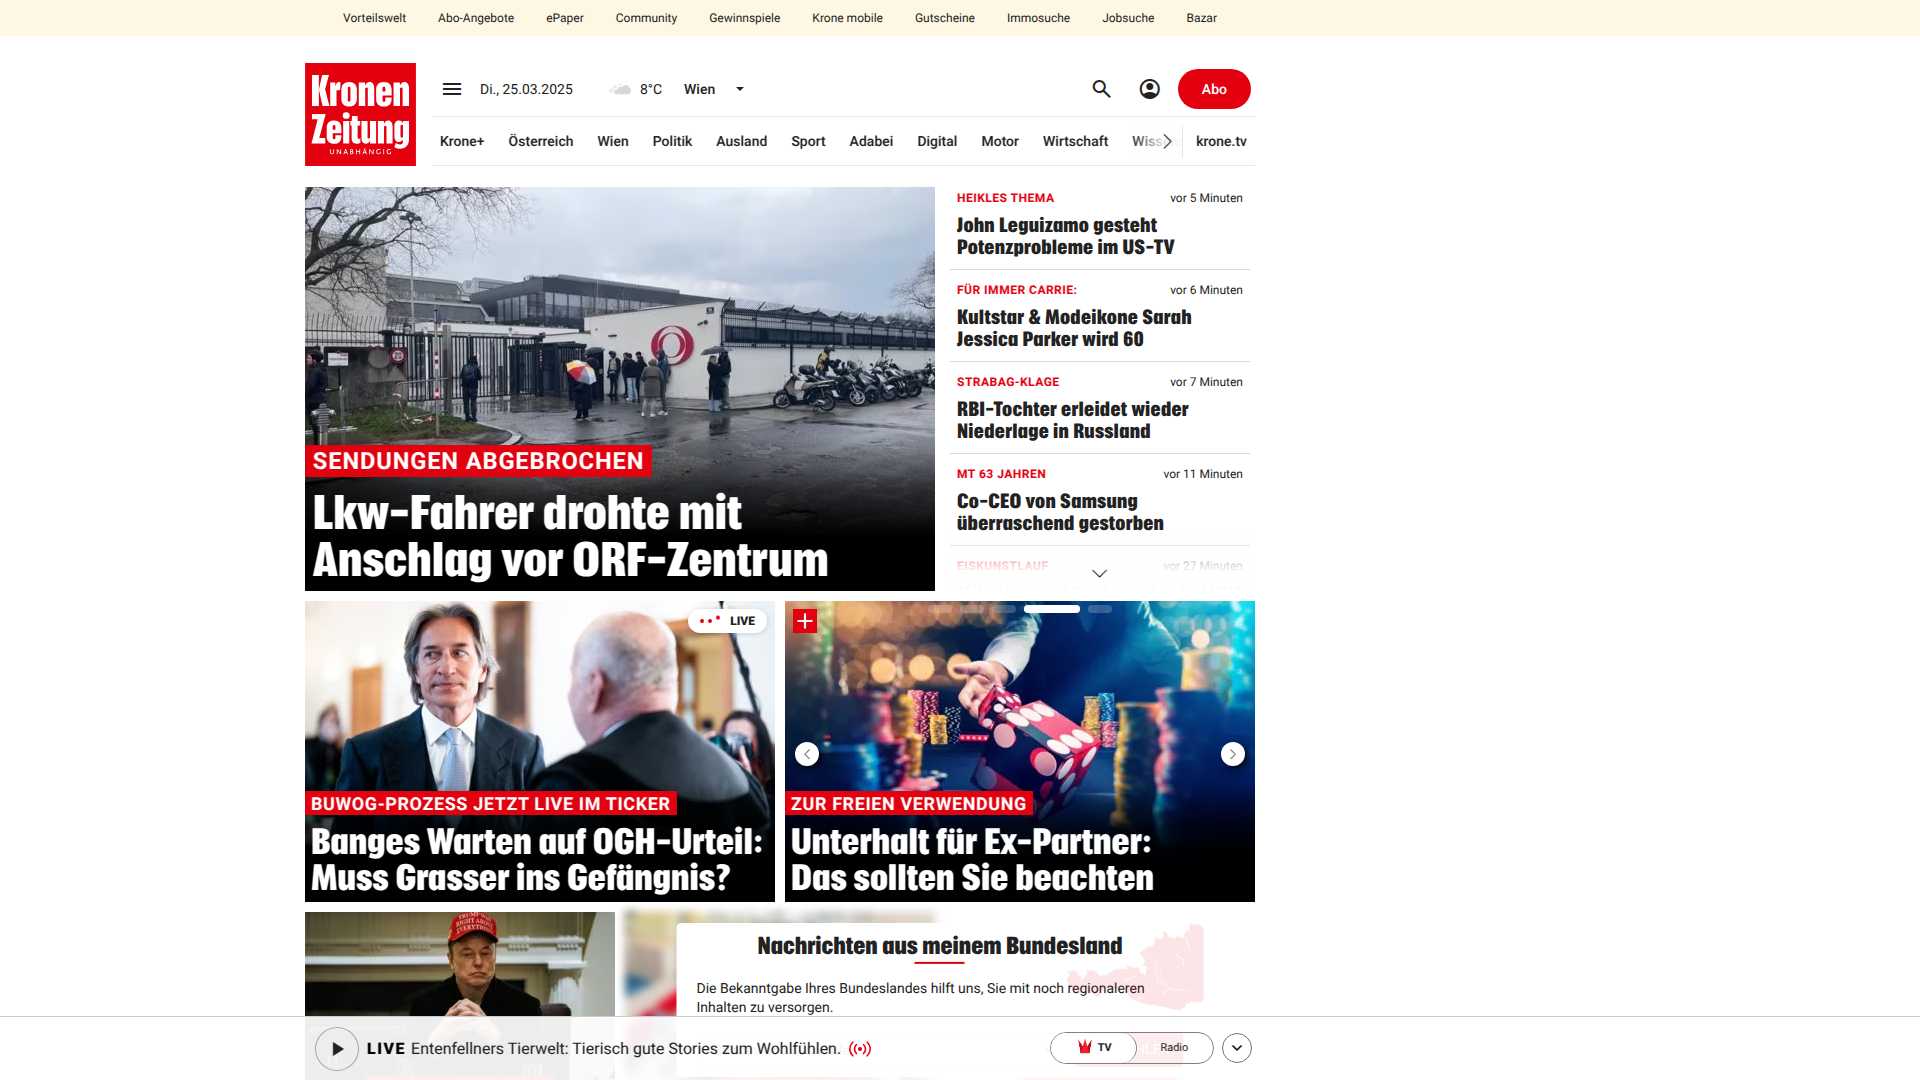 Vorteilswelt Abo-Angebote ePaper Community Gewinnspiele Krone mobile Gutscheine Immosuche Jobsuche Bazar
Kronen
Zeitung
UNABHÄNGIG
Di., 25.03.2025 8°C Wien Abo
Krone+ Österreich Wien Politik Ausland Sport Adabei Digital Motor Wirtschaft Wiss krone.tv
SENDUNGEN ABGEBROCHEN
Lkw-Fahrer drohte mit
Anschlag vor ORF-Zentrum
HEIKLES THEMA vor 5 Minuten
John Leguizamo gesteht
Potenzprobleme im US-TV
FÜR IMMER CARRIE: vor 6 Minuten
Kultstar & Modeikone Sarah
Jessica Parker wird 60
STRABAG-KLAGE vor 7 Minuten
RBI-Tochter erleidet wieder
Niederlage in Russland
MT 63 JAHREN vor 11 Minuten
Co-CEO von Samsung
überraschend gestorben
EISKUNSTLAUF vor 27 Minuten
LIVE
BUWOG-PROZESS JETZT LIVE IM TICKER
Banges Warten auf OGH-Urteil:
Muss Grasser ins Gefängnis?
ZUR FREIEN VERWENDUNG
Unterhalt für Ex-Partner:
Das sollten Sie beachten
TRUMP WAS
RIGHT ABOUT
EVERYTHING!
Nachrichten aus meinem Bundesland
Die Bekanntgabe Ihres Bundeslandes hilft uns, Sie mit noch regionaleren
Inhalten zu versorgen.
LIVE Entenfellners Tierwelt: Tierisch gute Stories zum Wohlfühlen. TV Radio